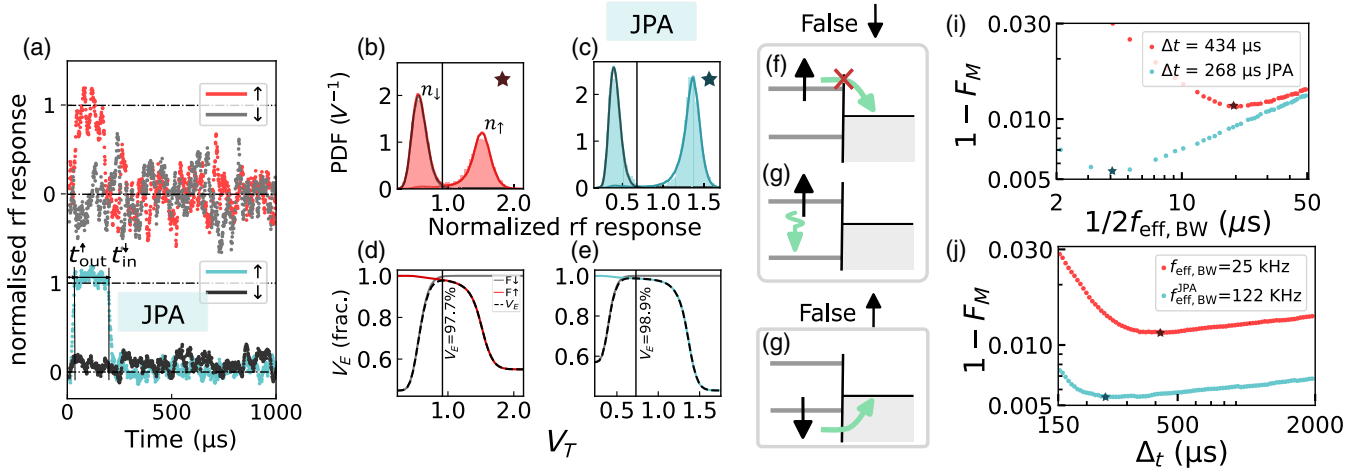 (a)
normalised rf response
1
0
1
0
↑
↓
↑
↓
t↑out
t↓in
JPA
0
500
1000
Time (μs)
JPA
(b)
n↓
n↑
PDF (V⁻¹)
2
1
0
1.0
2.0
(c)
2
1
0
0.5
1.0
1.5
Normalized rf response
(d)
V_E (frac.)
1.0
0.8
0.6
F↓
F↑
V_E
V_E=97.7%
1.0
2.0
(e)
1.0
0.8
0.6
V_E=98.9%
0.5
1.0
1.5
V_T
False ↓
(f)
(g)
False ↑
(g)
(i)
1 − F_M
0.030
0.010
0.005
Δt = 434 μs
Δt = 268 μs JPA
2
10
50
1/2f_eff, BW (μs)
(j)
1 − F_M
0.030
0.010
0.005
f_eff, BW=25 kHz
f^JPA_eff, BW=122 KHz
150
500
2000
Δ_t (μs)